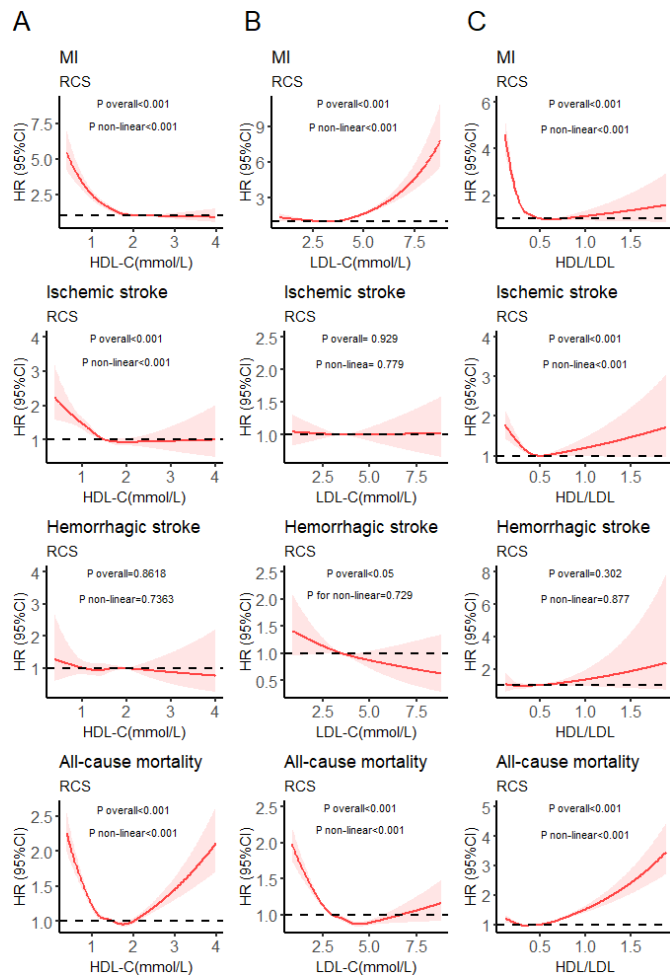 A
B
C
MI
RCS
P overall<0.001
P non-linear<0.001
HR (95%CI)
7.5
5.0
2.5
1 2 3 4
HDL-C(mmol/L)
MI
RCS
P overall<0.001
P non-linear<0.001
HR (95%CI)
9
6
3
2.5 5.0 7.5
LDL-C(mmol/L)
MI
RCS
P overall<0.001
P non-linear<0.001
HR (95%CI)
6
4
2
0.5 1.0 1.5
HDL/LDL
Ischemic stroke
RCS
P overall<0.001
P non-linear<0.001
HR (95%CI)
4
3
2
1
1 2 3 4
HDL-C(mmol/L)
Ischemic stroke
RCS
P overall= 0.929
P non-linea= 0.779
HR (95%CI)
2.5
2.0
1.5
1.0
2.5 5.0 7.5
LDL-C(mmol/L)
Ischemic stroke
RCS
P overall<0.001
P non-linea<0.001
HR (95%CI)
4
3
2
1
0.5 1.0 1.5
HDL/LDL
Hemorrhagic stroke
RCS
P overall=0.8618
P non-linear=0.7363
HR (95%CI)
4
3
2
1
1 2 3 4
HDL-C(mmol/L)
Hemorrhagic stroke
RCS
P overall<0.05
P for non-linear=0.729
HR (95%CI)
2.5
2.0
1.5
1.0
0.5
2.5 5.0 7.5
LDL-C(mmol/L)
Hemorrhagic stroke
RCS
P overall=0.302
P non-linear=0.877
HR (95%CI)
8
6
4
2
0.5 1.0 1.5
HDL/LDL
All-cause mortality
RCS
P overall<0.001
P non-linear<0.001
HR (95%CI)
2.5
2.0
1.5
1.0
1 2 3 4
HDL-C(mmol/L)
All-cause mortality
RCS
P overall<0.001
P non-linear<0.001
HR (95%CI)
2.5
2.0
1.5
1.0
2.5 5.0 7.5
LDL-C(mmol/L)
All-cause mortality
RCS
P overall<0.001
P non-linear<0.001
HR (95%CI)
5
4
3
2
1
0.5 1.0 1.5
HDL/LDL